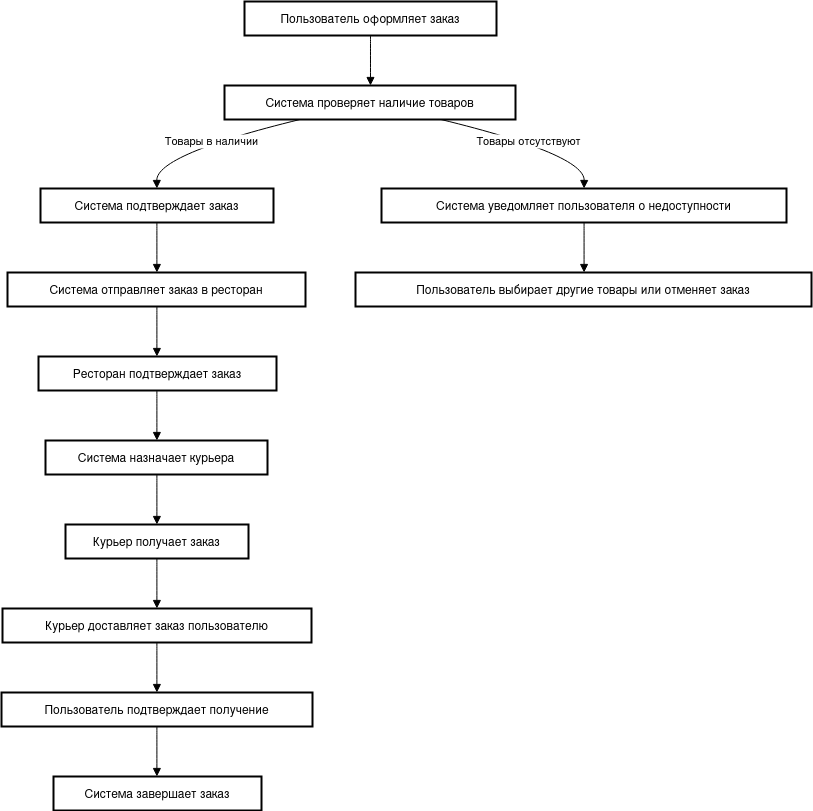 Пользователь оформляет заказ
Система проверяет наличие товаров
Товары в наличии
Товары отсутствуют
Система подтверждает заказ
Система уведомляет пользователя о недоступности
Система отправляет заказ в ресторан
Пользователь выбирает другие товары или отменяет заказ
Ресторан подтверждает заказ
Система назначает курьера
Курьер получает заказ
Курьер доставляет заказ пользователю
Пользователь подтверждает получение
Система завершает заказ